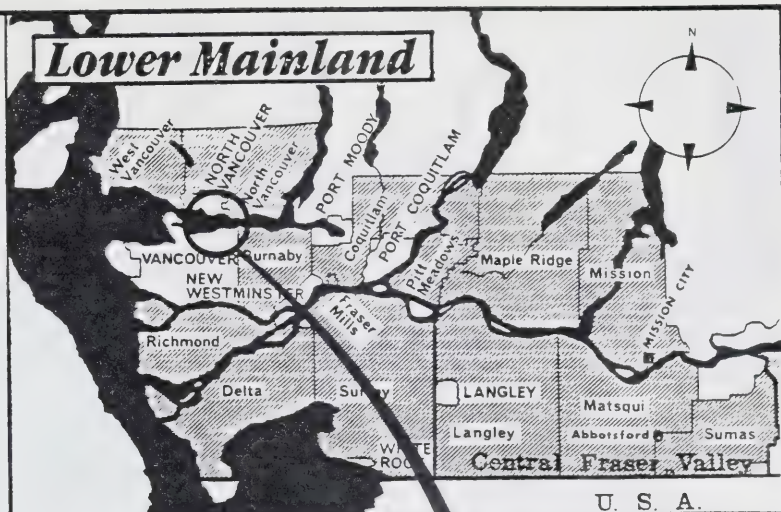 Lower Mainland
N
West
Vancouver
NORTH
VANCOUVER
North
Vancouver
PORT MOODY
Coquitlam
PORT COQUITLAM
Pitt
Meadows
Maple Ridge
Mission
MISSION CITY
VANCOUVER
Burnaby
NEW
WESTMINSTER
Fraser
Mills
Richmond
Delta
Surrey
LANGLEY
Langley
Matsqui
Abbotsford
Sumas
WHITE
ROCK
Central Fraser Valley
U. S. A.